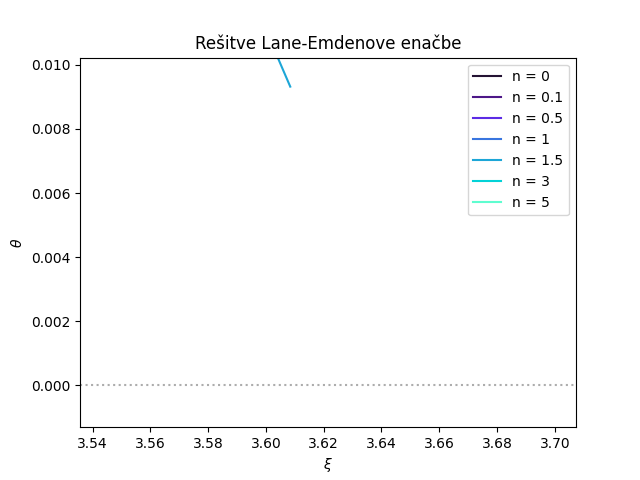 Rešitve Lane-Emdenove enačbe
θ
0.010
0.008
0.006
0.004
0.002
0.000
n = 0
n = 0.1
n = 0.5
n = 1
n = 1.5
n = 3
n = 5
3.54 3.56 3.58 3.60 3.62 3.64 3.66 3.68 3.70
ξ